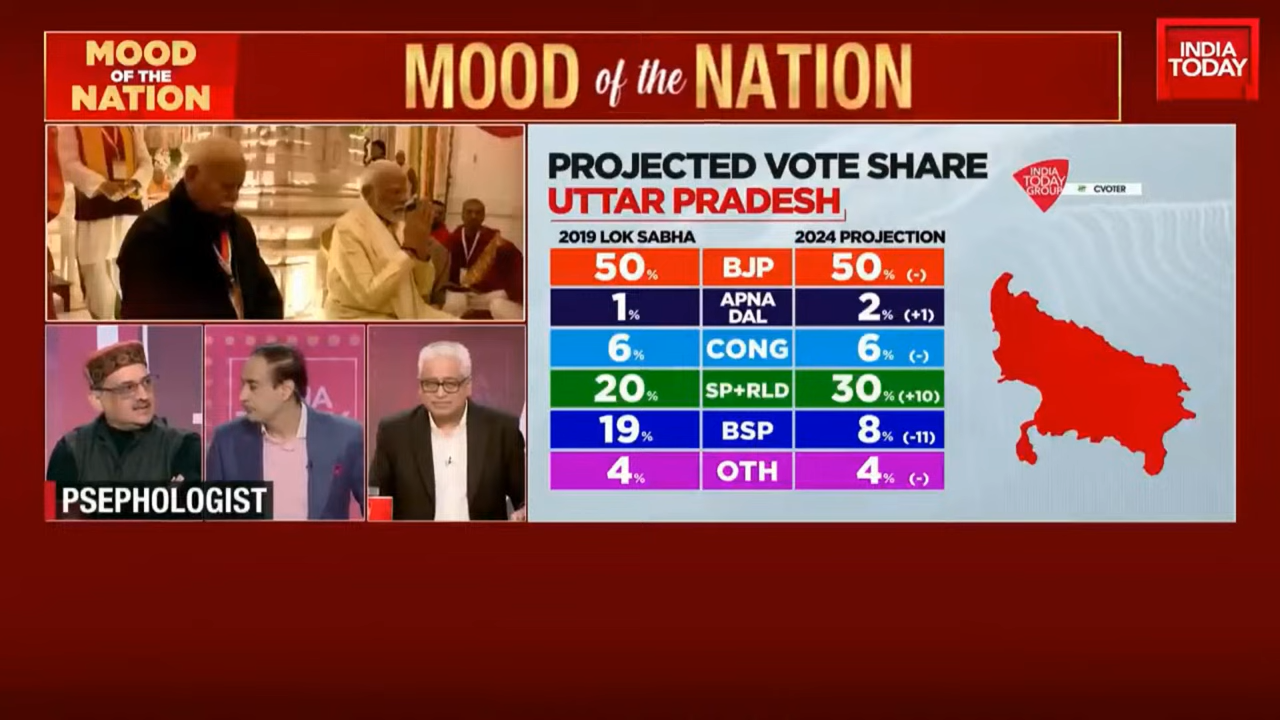 MOOD
OF THE
NATION
MOOD of the NATION
INDIA
TODAY
PROJECTED VOTE SHARE
UTTAR PRADESH
INDIA
TODAY
GROUP
CVOTER
2019 LOK SABHA 2024 PROJECTION
50% BJP 50% (-)
1% APNA DAL 2% (+1)
6% CONG 6% (-)
20% SP+RLD 30% (+10)
19% BSP 8% (-11)
4% OTH 4% (-)
PSEPHOLOGIST